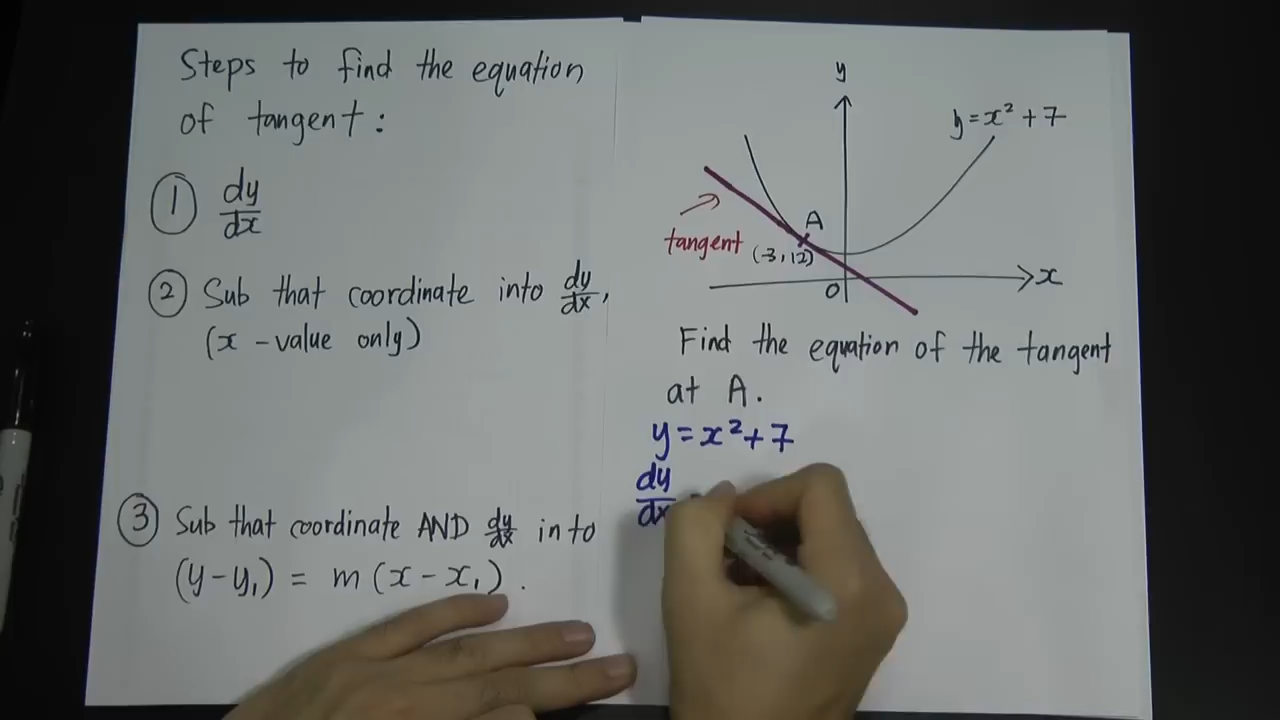 Steps to find the equation
of tangent :
① dy/dx
② Sub that coordinate into dy/dx,
(x - value only)
③ Sub that coordinate AND dy/dx in to
(y - y₁) = m (x - x₁) .
y
y = x² + 7
A
tangent
(-3, 12)
O
x
Find the equation of the tangent
at A.
y = x² + 7
dy/dx